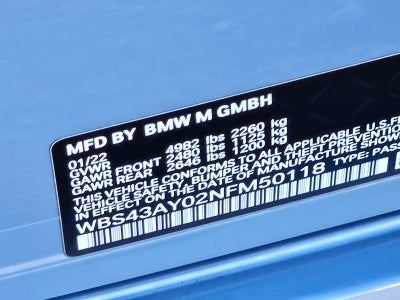 MFD BY BMW M GMBH
01/22
GVWR 4982 lbs 2260 kg
GAWR FRONT 2480 lbs 1125 kg
GAWR REAR 2646 lbs 1200 kg
THIS VEHICLE CONFORMS TO ALL APPLICABLE U.S.
VEHICLE SAFETY, BUMPER AND THEFT PREVENTION
IN EFFECT ON THE DATE OF MANUFACTURE SHOWN
WBS43AY02NFM50118 TYPE: